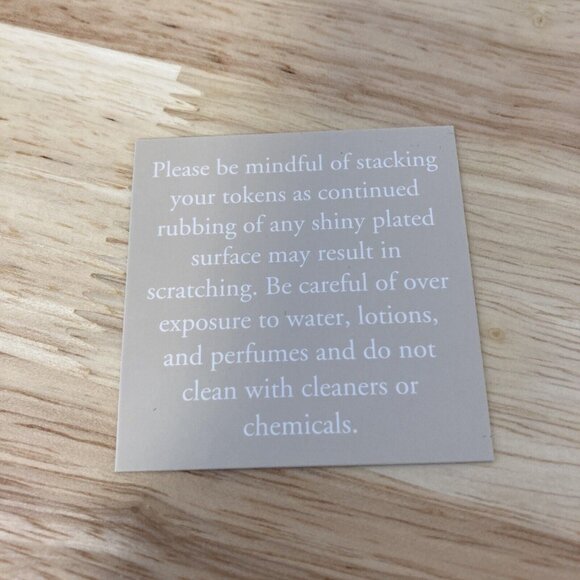 Please be mindful of stacking
your tokens as continued
rubbing of any shiny plated
surface may result in
scratching. Be careful of over
exposure to water, lotions,
and perfumes and do not
clean with cleaners or
chemicals.